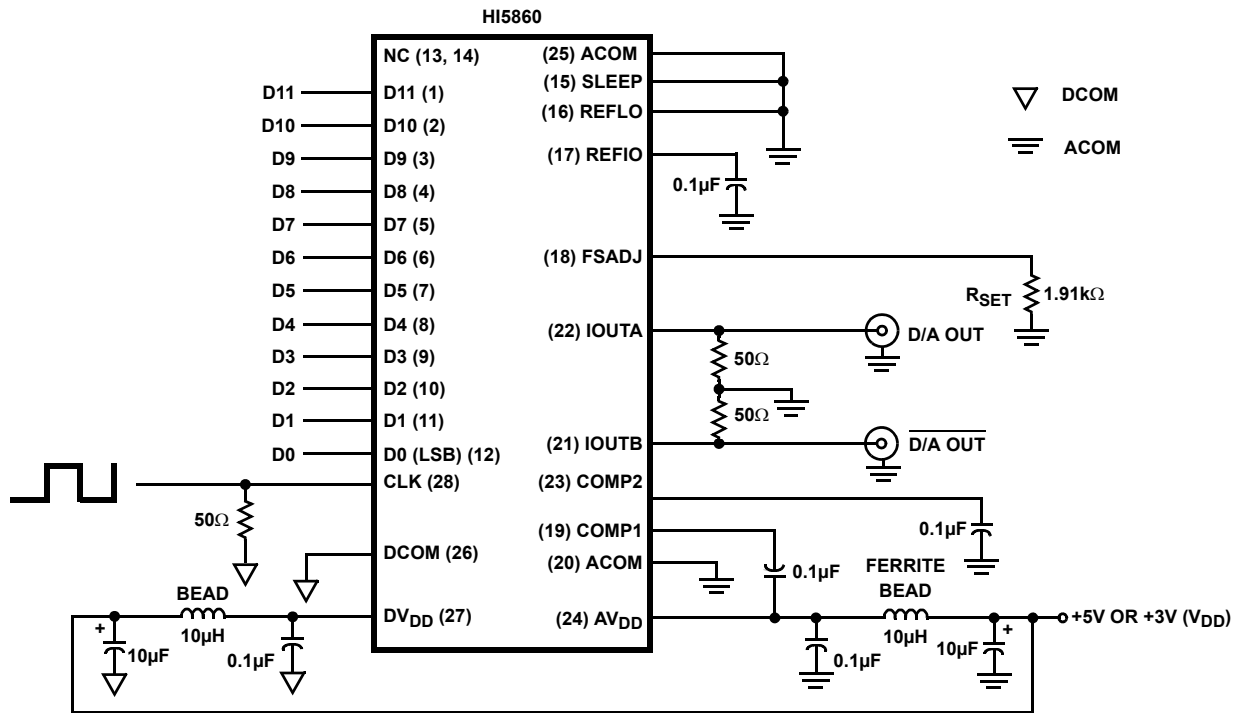 HI5860
NC (13, 14)
D11
D11 (1)
D10
D10 (2)
D9
D9 (3)
D8
D8 (4)
D7
D7 (5)
D6
D6 (6)
D5
D5 (7)
D4
D4 (8)
D3
D3 (9)
D2
D2 (10)
D1
D1 (11)
D0
D0 (LSB) (12)
CLK (28)
50Ω
DCOM (26)
BEAD
DVDD (27)
+
10µH
10µF
0.1µF
(25) ACOM
(15) SLEEP
(16) REFLO
(17) REFIO
0.1µF
(18) FSADJ
RSET
1.91kΩ
(22) IOUTA
D/A OUT
50Ω
50Ω
(21) IOUTB
D/A OUT
(23) COMP2
0.1µF
(19) COMP1
0.1µF
(20) ACOM
FERRITE
BEAD
(24) AVDD
10µH
+
+5V OR +3V (VDD)
0.1µF
10µF
DCOM
ACOM